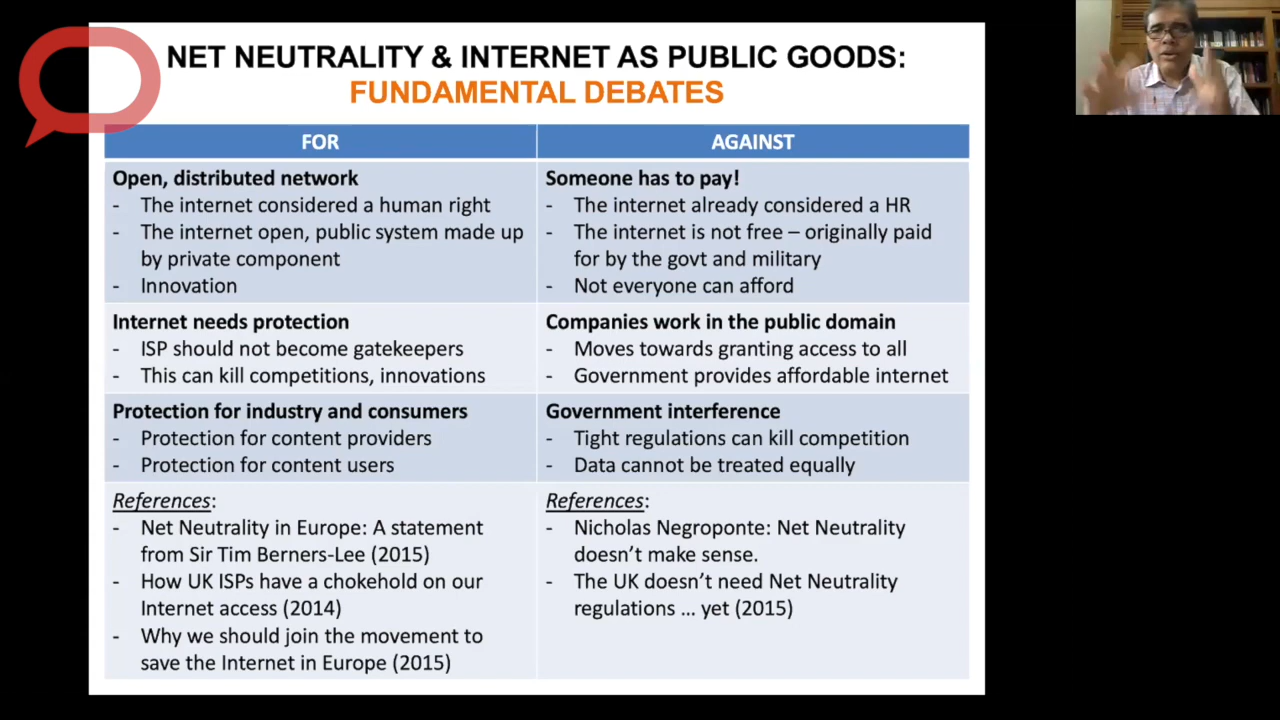 NET NEUTRALITY & INTERNET AS PUBLIC GOODS:
FUNDAMENTAL DEBATES
FOR
Open, distributed network
- The internet considered a human right
- The internet open, public system made up
by private component
- Innovation
Internet needs protection
- ISP should not become gatekeepers
- This can kill competitions, innovations
Protection for industry and consumers
- Protection for content providers
- Protection for content users
References:
- Net Neutrality in Europe: A statement
from Sir Tim Berners-Lee (2015)
- How UK ISPs have a chokehold on our
Internet access (2014)
- Why we should join the movement to
save the Internet in Europe (2015)
AGAINST
Someone has to pay!
- The internet already considered a HR
- The internet is not free – originally paid
for by the govt and military
- Not everyone can afford
Companies work in the public domain
- Moves towards granting access to all
- Government provides affordable internet
Government interference
- Tight regulations can kill competition
- Data cannot be treated equally
References:
- Nicholas Negroponte: Net Neutrality
doesn't make sense.
- The UK doesn't need Net Neutrality
regulations ... yet (2015)